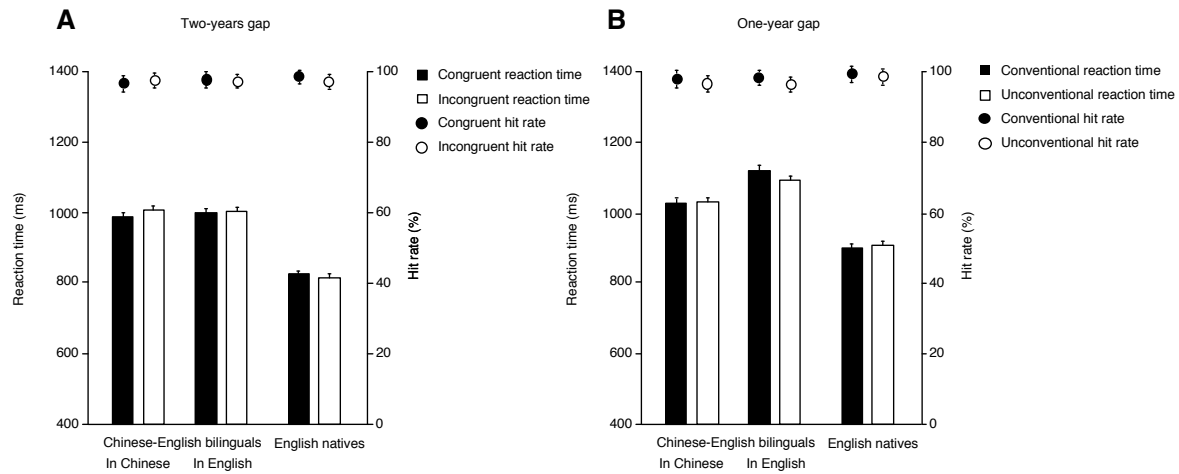 A
Two-years gap
1400
1200
1000
800
600
400
Reaction time (ms)
100
80
60
40
20
0
Hit rate (%)
Congruent reaction time
Incongruent reaction time
Congruent hit rate
Incongruent hit rate
Chinese-English bilinguals
English natives
In Chinese
In English
B
One-year gap
1400
1200
1000
800
600
400
Reaction time (ms)
100
80
60
40
20
0
Hit rate (%)
Conventional reaction time
Unconventional reaction time
Conventional hit rate
Unconventional hit rate
Chinese-English bilinguals
English natives
In Chinese
In English